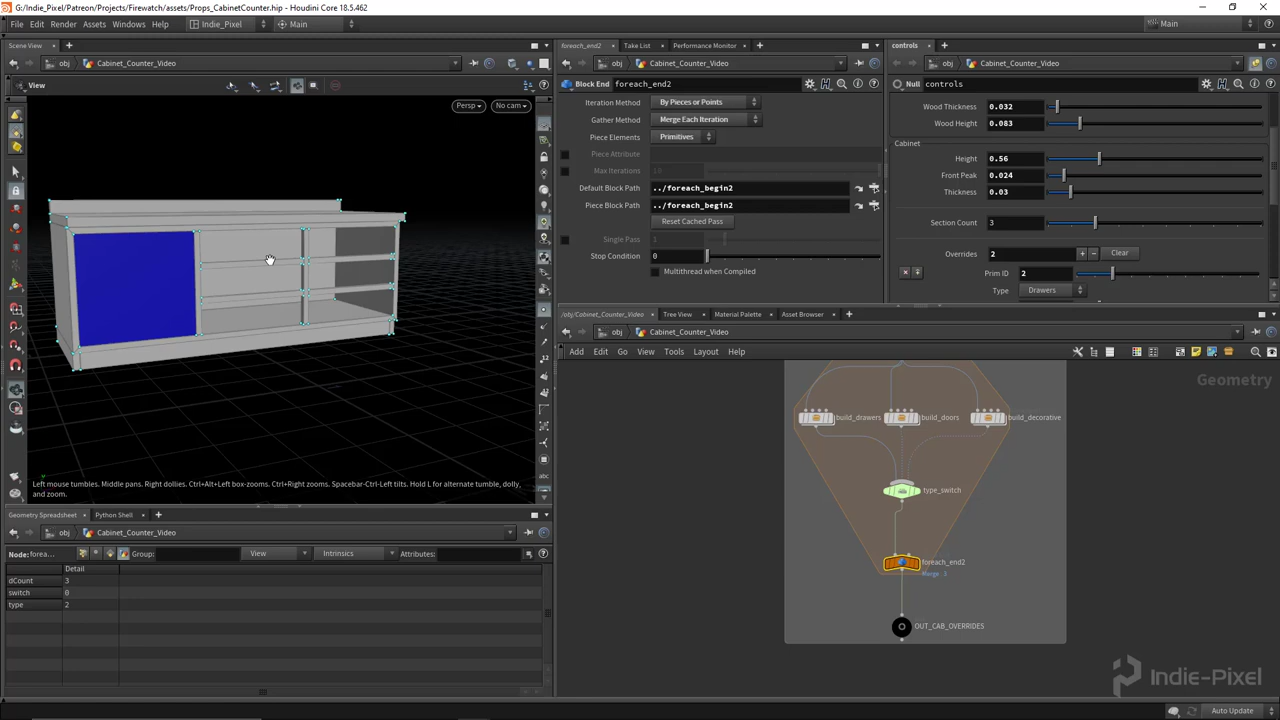 G:/Indie_Pixel/Patreon/Projects/Firewatch/assets/Props_CabinetCounter.hip - Houdini Core 18.5.462
File Edit Render Assets Windows Help Indie_Pixel Main Main
Scene View
obj Cabinet_Counter_Video
View
Persp No cam
Left mouse tumbles. Middle pans. Right dollies. Ctrl+Alt+Left box-zooms. Ctrl+Right zooms. Spacebar-Ctrl-Left tilts. Hold L for alternate tumble, dolly, and zoom.
Geometry Spreadsheet Python Shell
obj Cabinet_Counter_Video
Node: forea... Group: View Intrinsics Attributes:
Detail
dCount 3
switch 0
type 2
foreach_end2 Take List Performance Monitor
obj Cabinet_Counter_Video
Block End foreach_end2
Iteration Method By Pieces or Points
Gather Method Merge Each Iteration
Piece Elements Primitives
Piece Attribute
Max Iterations 10
Default Block Path ../foreach_begin2
Piece Block Path ../foreach_begin2
Reset Cached Pass
Single Pass 1
Stop Condition 0
Multithread when Compiled
controls
obj Cabinet_Counter_Video
Null controls
Wood Thickness 0.032
Wood Height 0.083
Cabinet
Height 0.56
Front Peak 0.024
Thickness 0.03
Section Count 3
Overrides 2 Clear
Prim ID 2
Type Drawers
/obj/Cabinet_Counter_Video Tree View Material Palette Asset Browser
obj Cabinet_Counter_Video
Add Edit Go View Tools Layout Help
Geometry
build_drawers build_doors build_decorative
type_switch
foreach_end2
Merge 3
OUT_CAB_OVERRIDES
Indie-Pixel
Auto Update